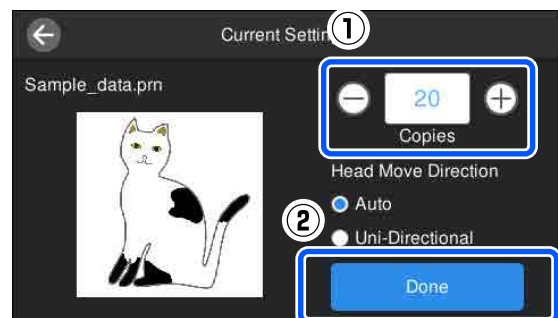 Current Settin
①
Sample_data.prn
20
Copies
Head Move Direction
Auto
②
Uni-Directional
Done